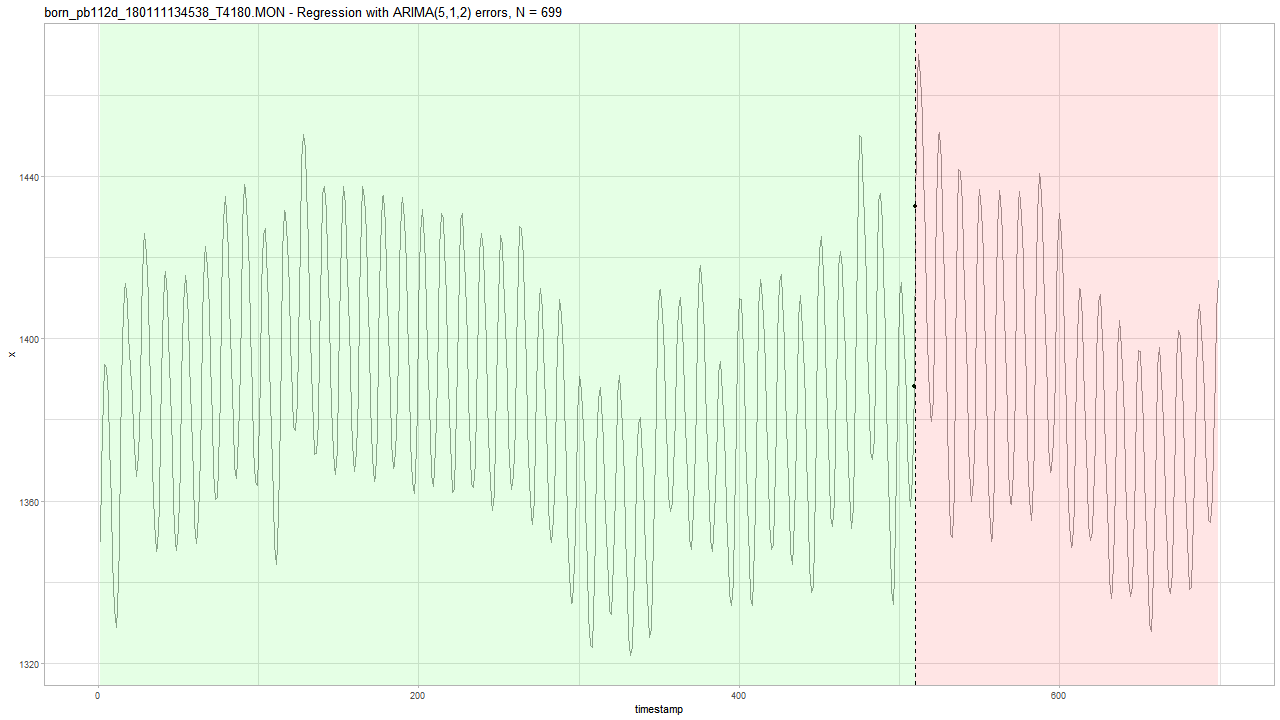 born_pb112d_180111134538_T4180.MON - Regression with ARIMA(5,1,2) errors, N = 699
1440
1400
1360
1320
x
0 200 400 600
timestamp